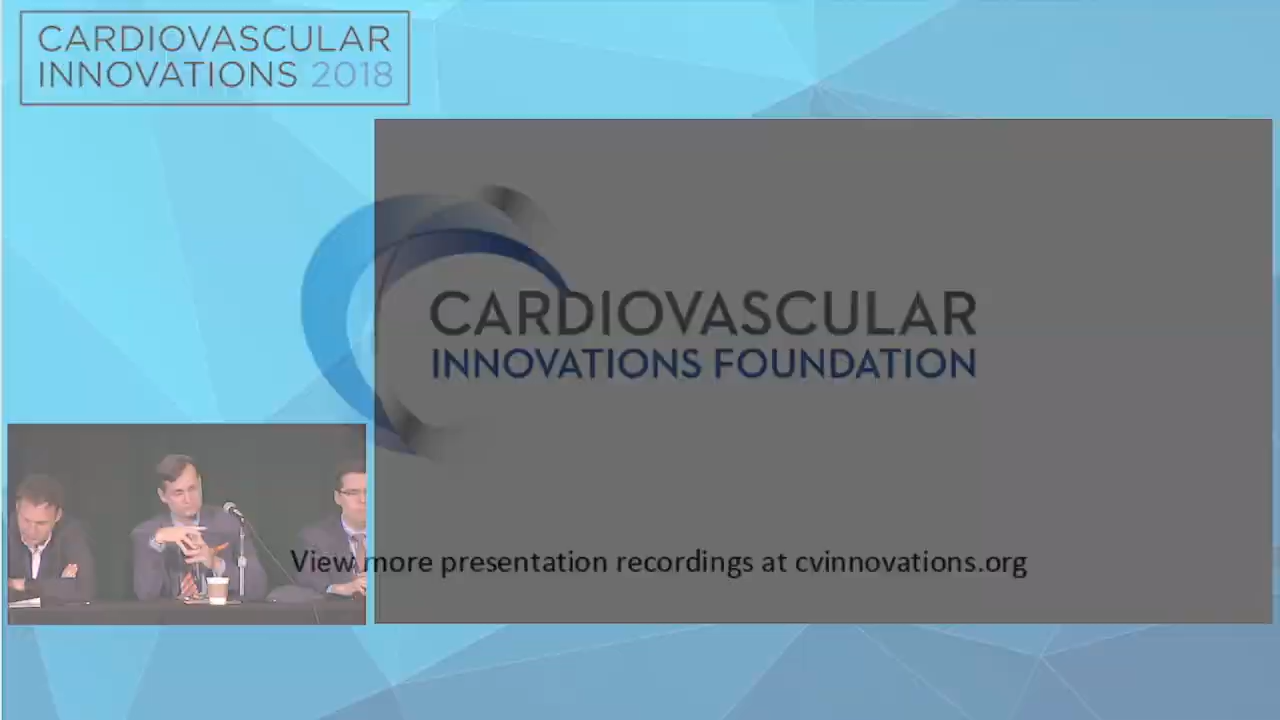 CARDIOVASCULAR
INNOVATIONS 2018
CARDIOVASCULAR
INNOVATIONS FOUNDATION
View more presentation recordings at cvinnovations.org